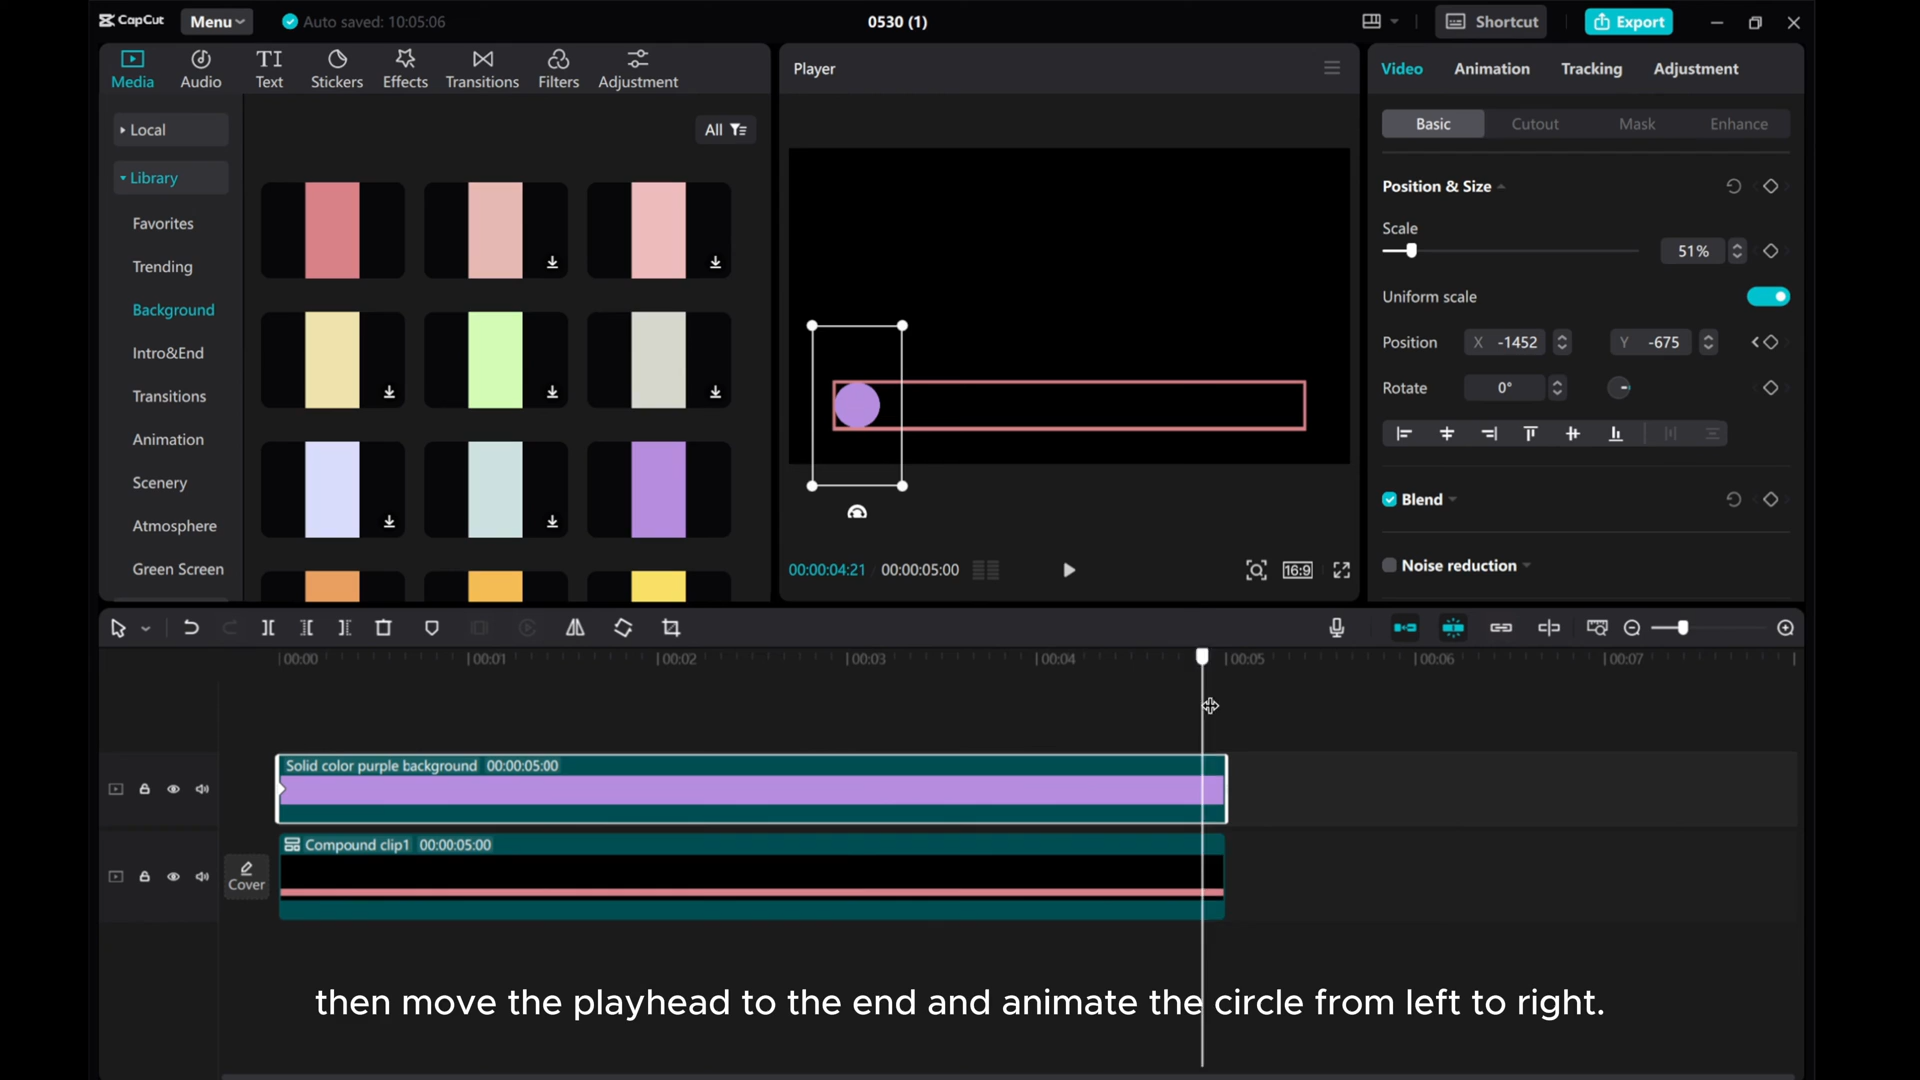 CapCut
Menu
Auto saved: 10:05:06
0530 (1)
Shortcut
Export
Media
Audio
TI
Text
Stickers
Effects
Transitions
Filters
Adjustment
Local
Library
Favorites
Trending
Background
Intro&End
Transitions
Animation
Scenery
Atmosphere
Green Screen
All
Player
00:00:04:21
00:00:05:00
16:9
Video
Animation
Tracking
Adjustment
Basic
Cutout
Mask
Enhance
Position & Size
Scale
51%
Uniform scale
Position
X -1452
Y -675
Rotate
0°
Blend
Noise reduction
00:00
00:01
00:02
00:03
00:04
00:05
00:06
00:07
Solid color purple background 00:00:05:00
Cover
Compound clip1 00:00:05:00
then move the playhead to the end and animate the circle from left to right.